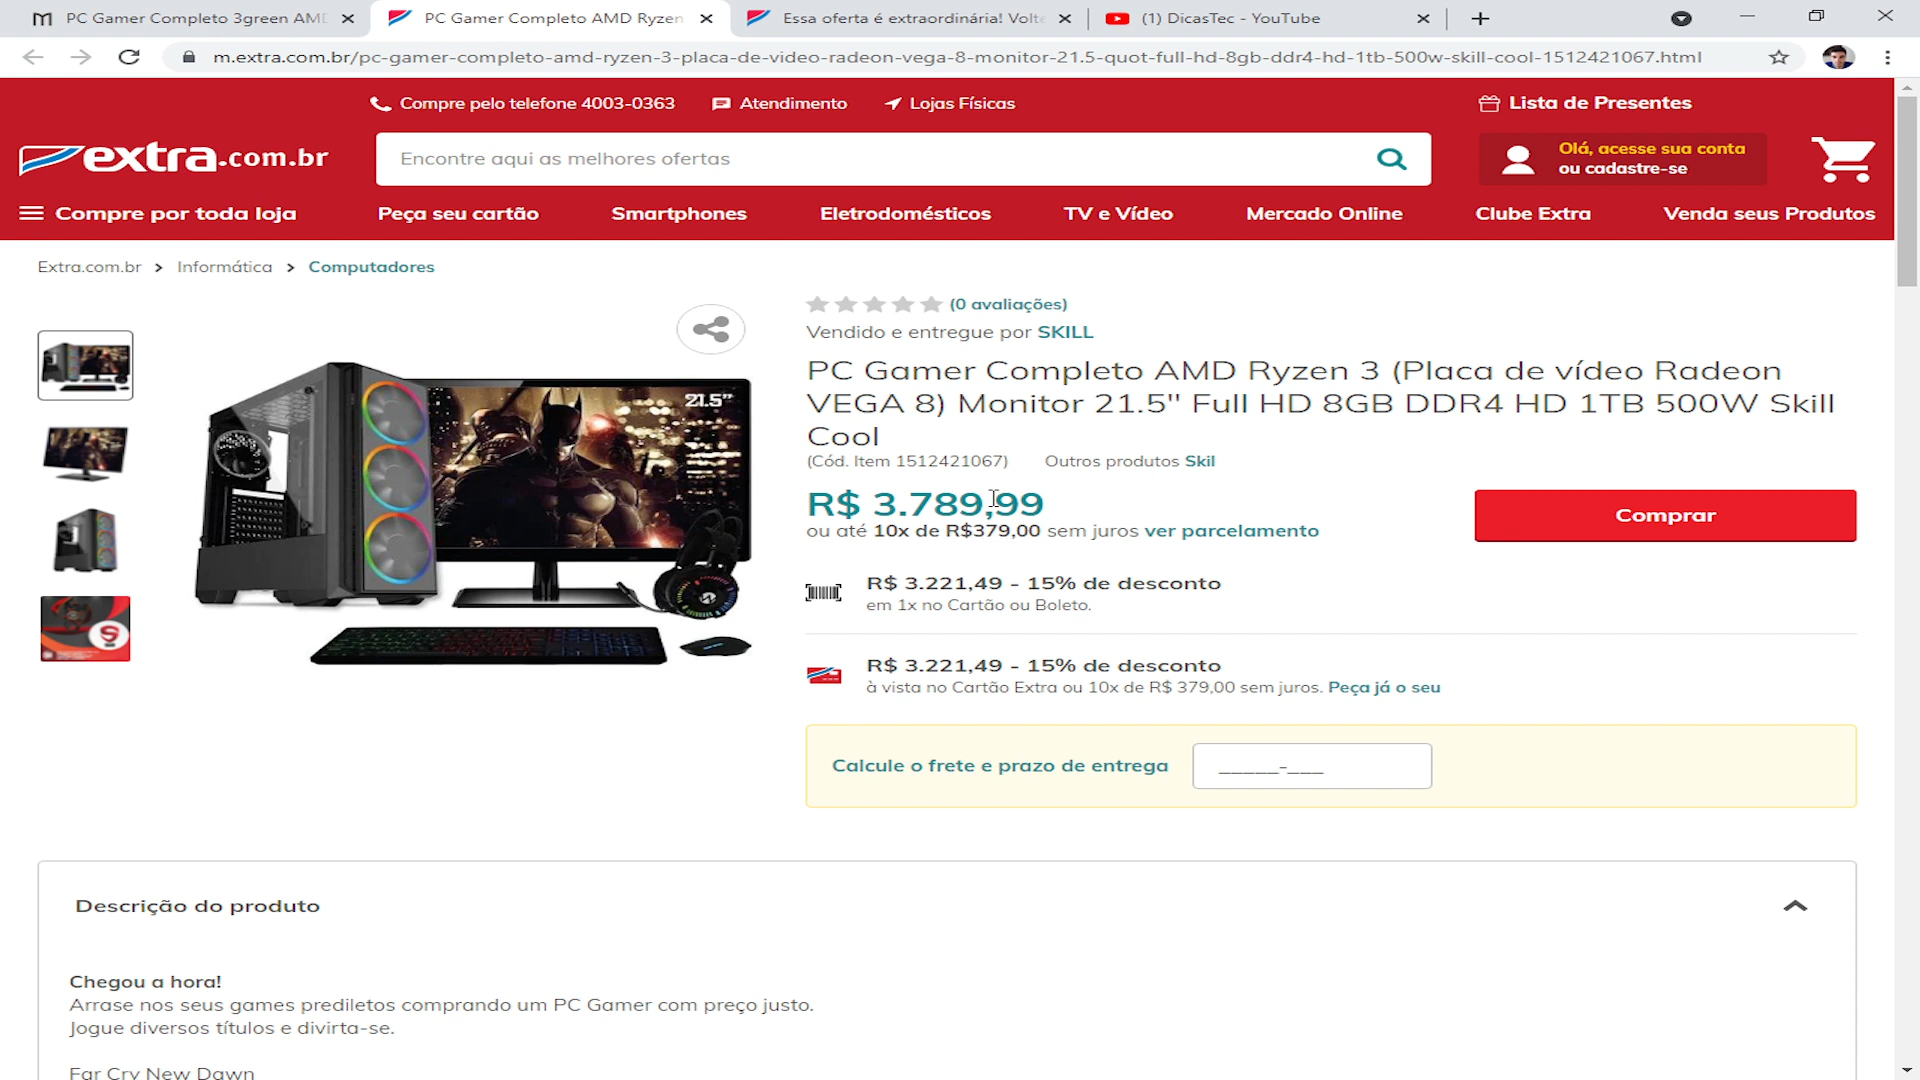 PC Gamer Completo 3green AMD
PC Gamer Completo AMD Ryzen
Essa oferta é extraordinária! Volte
(1) DicasTec - YouTube
m.extra.com.br/pc-gamer-completo-amd-ryzen-3-placa-de-video-radeon-vega-8-monitor-21.5-quot-full-hd-8gb-ddr4-hd-1tb-500w-skill-cool-1512421067.html
Compre pelo telefone 4003-0363
Atendimento
Lojas Físicas
Lista de Presentes
extra.com.br
Encontre aqui as melhores ofertas
Olá, acesse sua conta
ou cadastre-se
Compre por toda loja
Peça seu cartão
Smartphones
Eletrodomésticos
TV e Vídeo
Mercado Online
Clube Extra
Venda seus Produtos
Extra.com.br > Informática > Computadores
(0 avaliações)
Vendido e entregue por SKILL
PC Gamer Completo AMD Ryzen 3 (Placa de vídeo Radeon
VEGA 8) Monitor 21.5" Full HD 8GB DDR4 HD 1TB 500W Skill
Cool
(Cód. Item 1512421067) Outros produtos Skil
21.5"
R$ 3.789,99
ou até 10x de R$379,00 sem juros ver parcelamento
Comprar
R$ 3.221,49 - 15% de desconto
em 1x no Cartão ou Boleto.
R$ 3.221,49 - 15% de desconto
à vista no Cartão Extra ou 10x de R$ 379,00 sem juros. Peça já o seu
Calcule o frete e prazo de entrega
_____-___
Descrição do produto
Chegou a hora!
Arrase nos seus games prediletos comprando um PC Gamer com preço justo.
Jogue diversos títulos e divirta-se.
Far Cry New Dawn